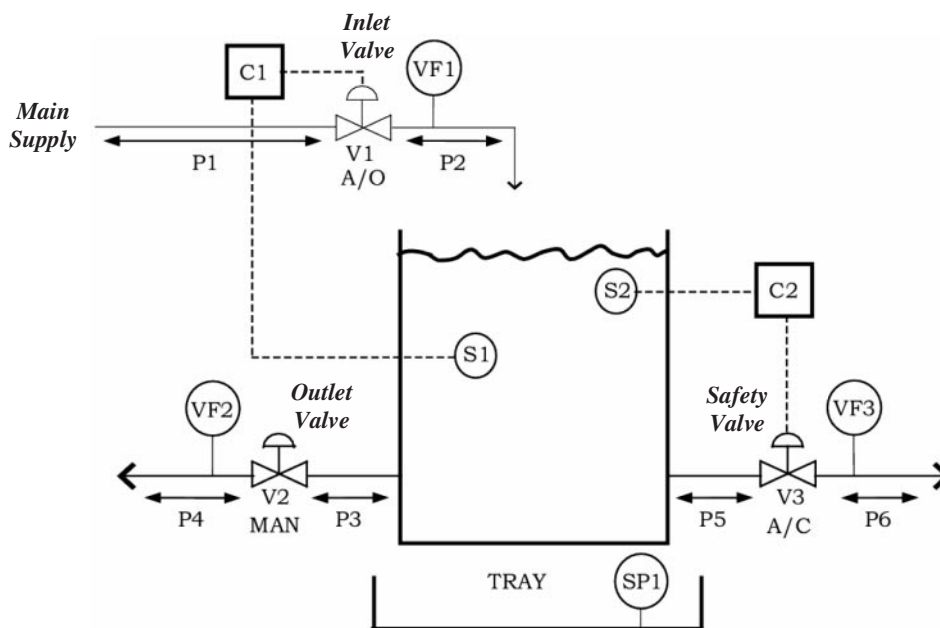 Inlet
Valve
C1
VF1
Main
Supply
P1
V1
A/O
P2
S2
C2
S1
VF2
Outlet
Valve
Safety
Valve
VF3
P4
V2
MAN
P3
P5
V3
A/C
P6
TRAY
SP1